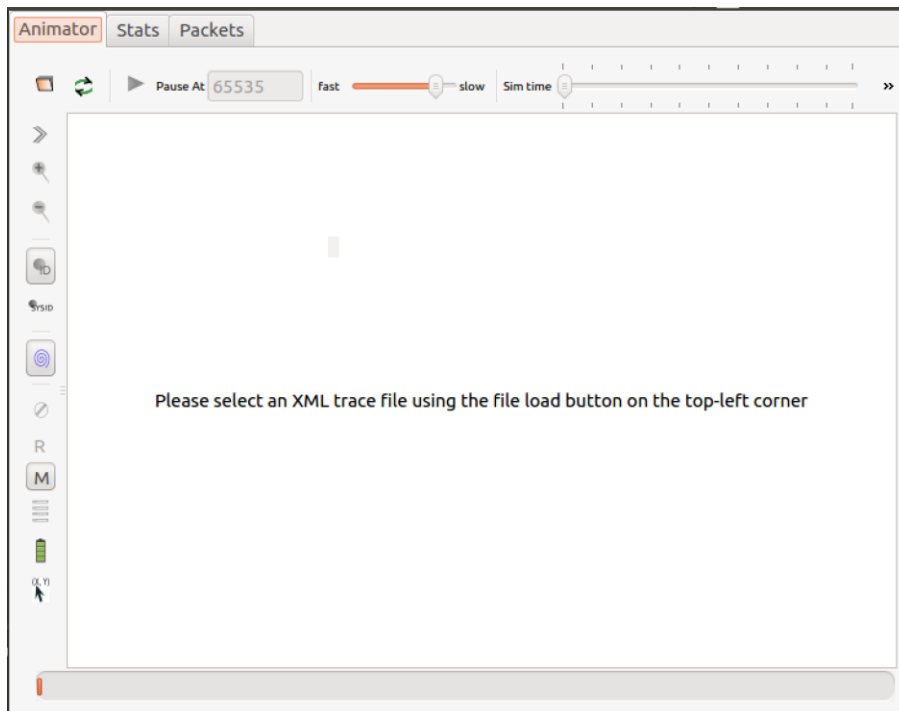 Animator Stats Packets
Pause At 65535 fast slow Sim time »
ID
SYSID
Please select an XML trace file using the file load button on the top-left corner
R
M
(X, Y)